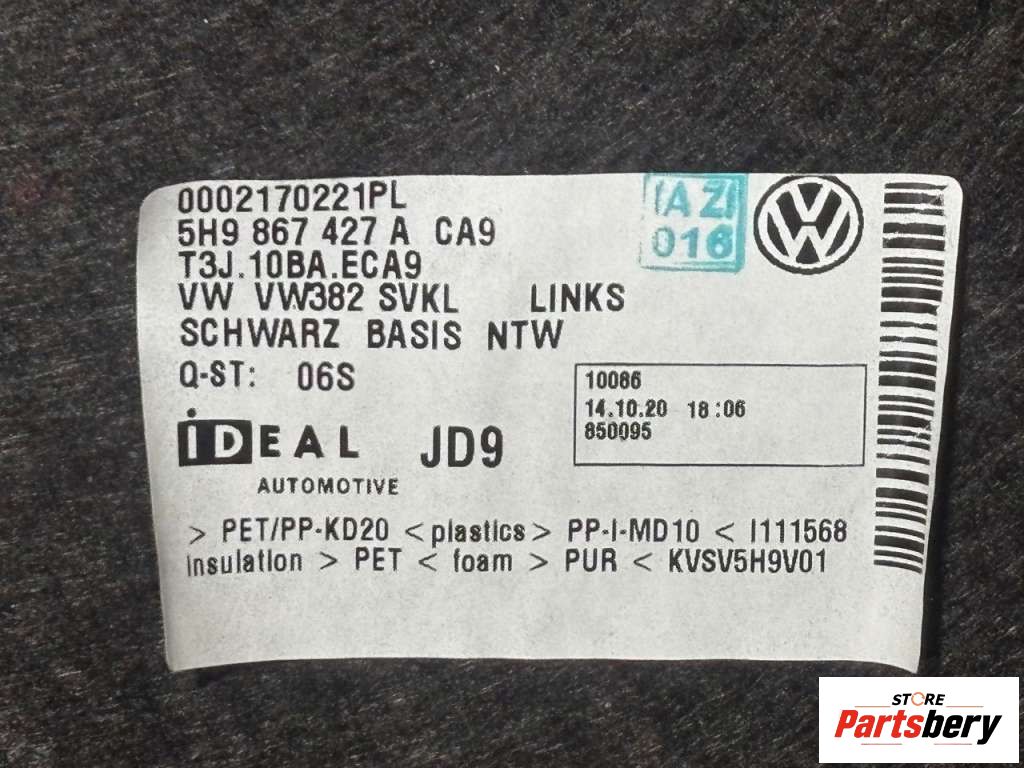 0002170221PL
5H9 867 427 A CA9
T3J.10BA.ECA9
VW VW382 SVKL LINKS
SCHWARZ BASIS NTW
Q-ST: 06S
AZ
016
10086
14.10.20 18:06
850095
iDEAL JD9
AUTOMOTIVE
> PET/PP-KD20 < plastics > PP-I-MD10 < I111568
insulation > PET < foam > PUR < KVSV5H9V01
STORE
Partsbery